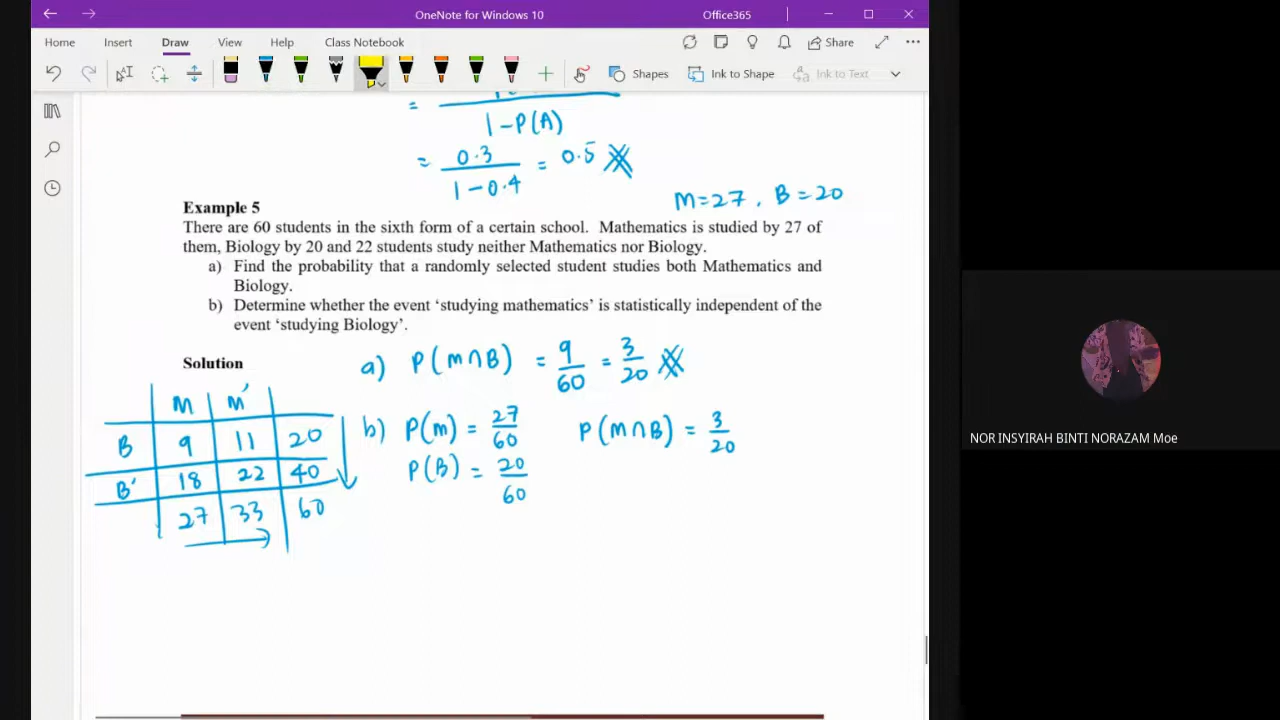 OneNote for Windows 10
Office365
Home Insert Draw View Help Class Notebook
Share
Shapes Ink to Shape Ink to Text
= 1 - P(A)
= 0.3 / 1 - 0.4 = 0.5
M=27, B=20
Example 5
There are 60 students in the sixth form of a certain school. Mathematics is studied by 27 of
them, Biology by 20 and 22 students study neither Mathematics nor Biology.
a) Find the probability that a randomly selected student studies both Mathematics and
Biology.
b) Determine whether the event ‘studying mathematics’ is statistically independent of the
event ‘studying Biology’.
Solution
a) P(M∩B) = 9/60 = 3/20
M M'
B 9 11 20
B' 18 22 40
27 33 60
b) P(M) = 27/60 P(M∩B) = 3/20
P(B) = 20/60
NOR INSYIRAH BINTI NORAZAM Moe